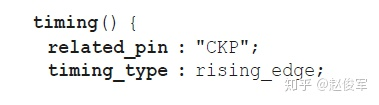 timing() {
related_pin : "CKP";
timing_type : rising_edge;
知乎 @赵俊军